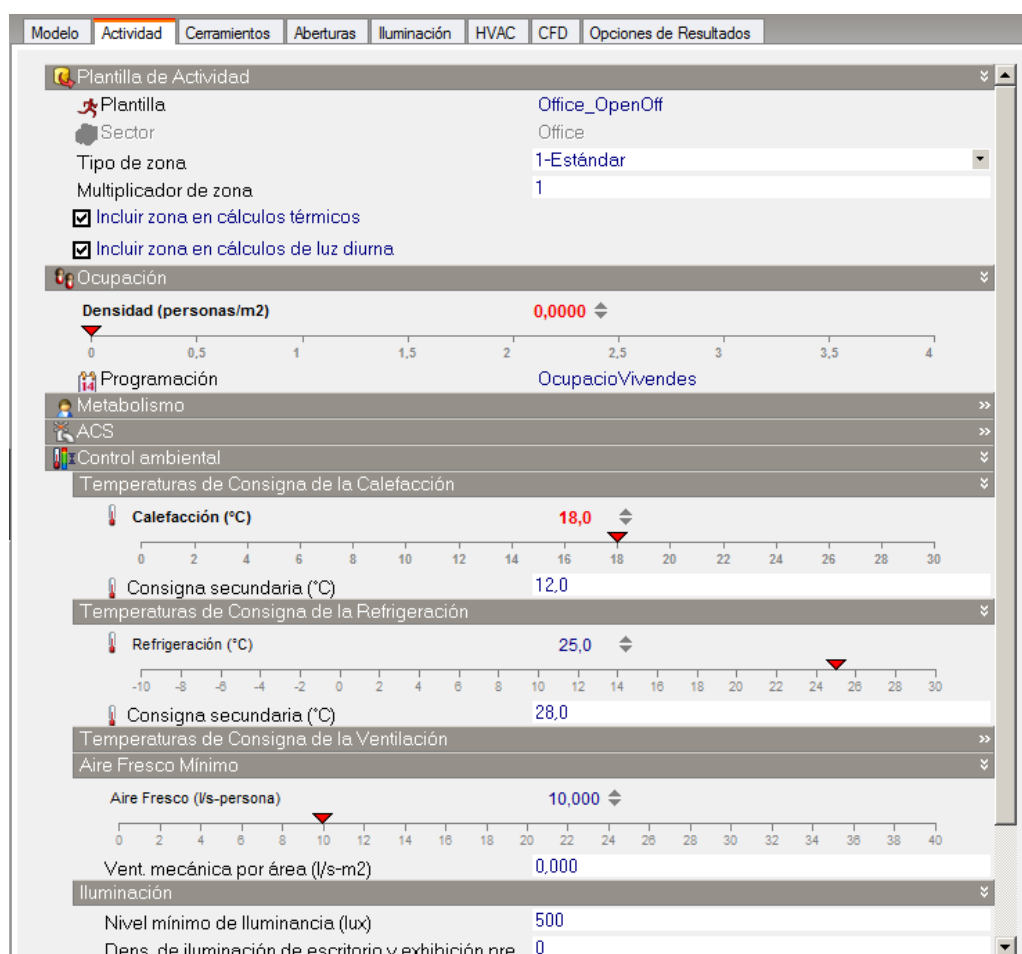 Modelo Actividad Cerramientos Aberturas Iluminación HVAC CFD Opciones de Resultados
Plantilla de Actividad
Plantilla Office_OpenOff
Sector Office
Tipo de zona 1-Estándar
Multiplicador de zona 1
Incluir zona en cálculos térmicos
Incluir zona en cálculos de luz diurna
Ocupación
Densidad (personas/m2) 0,0000
0 0,5 1 1,5 2 2,5 3 3,5 4
14 Programación OcupacioVivendes
Metabolismo
ACS
Control ambiental
Temperaturas de Consigna de la Calefacción
Calefacción (°C) 18,0
0 2 4 6 8 10 12 14 16 18 20 22 24 26 28 30
Consigna secundaria (°C) 12,0
Temperaturas de Consigna de la Refrigeración
Refrigeración (°C) 25,0
-10 -8 -6 -4 -2 0 2 4 6 8 10 12 14 16 18 20 22 24 26 28 30
Consigna secundaria (°C) 28,0
Temperaturas de Consigna de la Ventilación
Aire Fresco Mínimo
Aire Fresco (l/s-persona) 10,000
0 2 4 6 8 10 12 14 16 18 20 22 24 26 28 30 32 34 36 38 40
Vent. mecánica por área (l/s-m2) 0,000
Iluminación
Nivel mínimo de Iluminancia (lux) 500
Dens. de iluminación de escritorio y exhibición pre 0